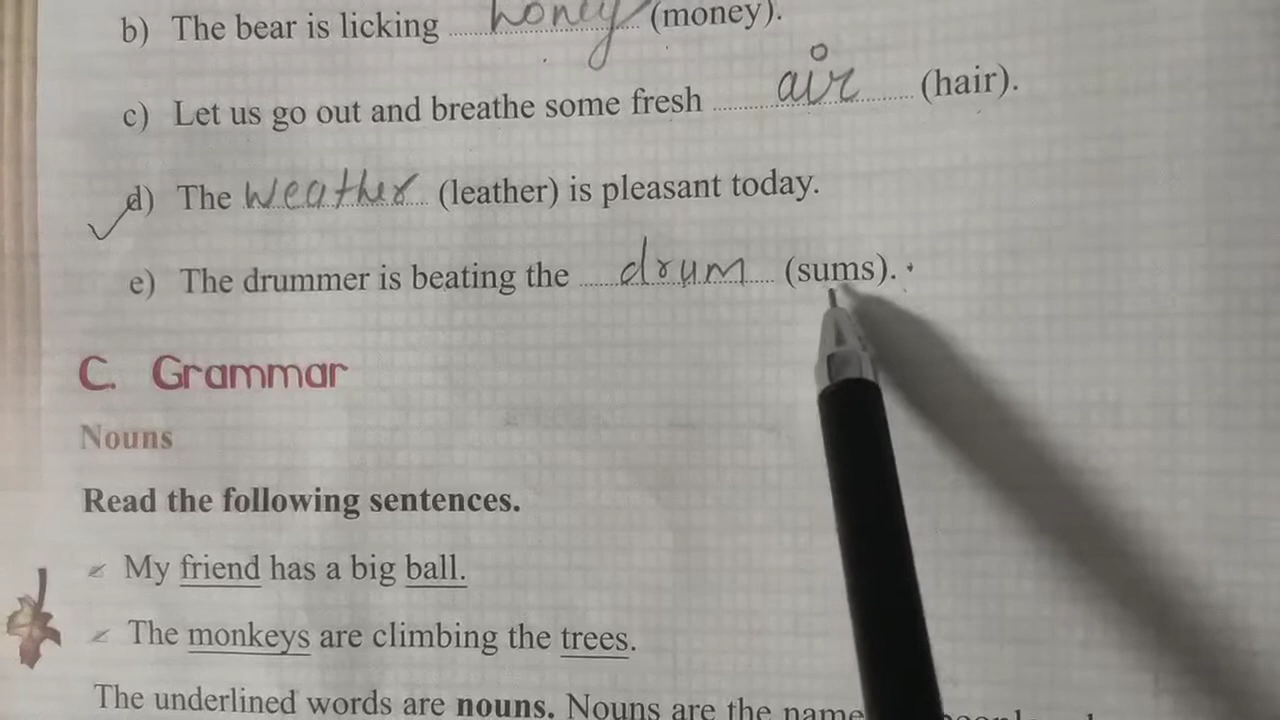 b) The bear is licking honey (money).
c) Let us go out and breathe some fresh air (hair).
d) The weather (leather) is pleasant today.
e) The drummer is beating the drum (sums).
C. Grammar
Nouns
Read the following sentences.
My friend has a big ball.
The monkeys are climbing the trees.
The underlined words are nouns. Nouns are the name